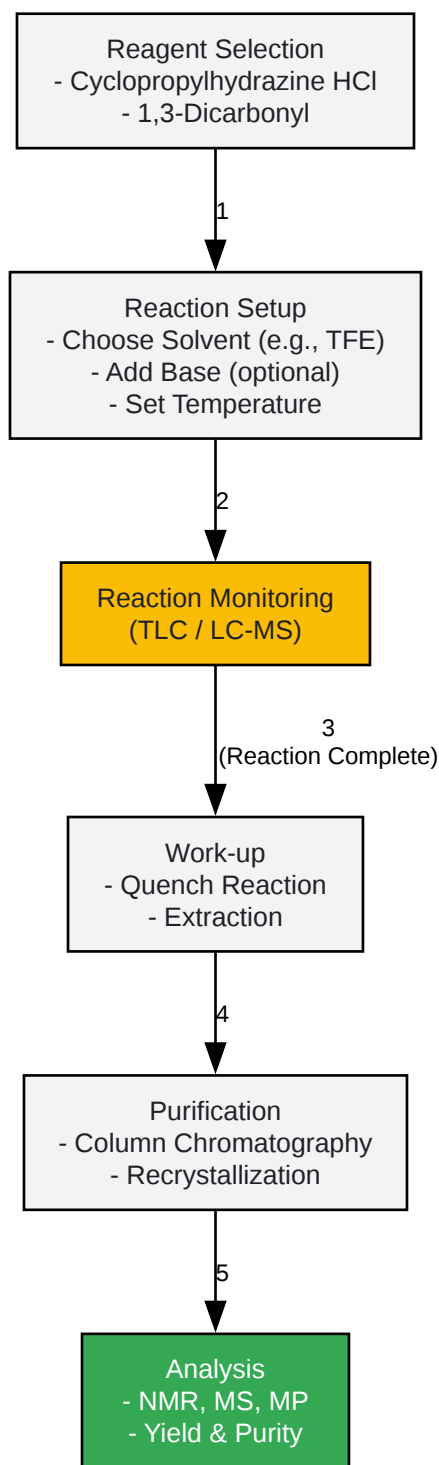 Reagent Selection
- Cyclopropylhydrazine HCl
- 1,3-Dicarbonyl
1
Reaction Setup
- Choose Solvent (e.g., TFE)
- Add Base (optional)
- Set Temperature
2
Reaction Monitoring
(TLC / LC-MS)
3
(Reaction Complete)
Work-up
- Quench Reaction
- Extraction
4
Purification
- Column Chromatography
- Recrystallization
5
Analysis
- NMR, MS, MP
- Yield & Purity